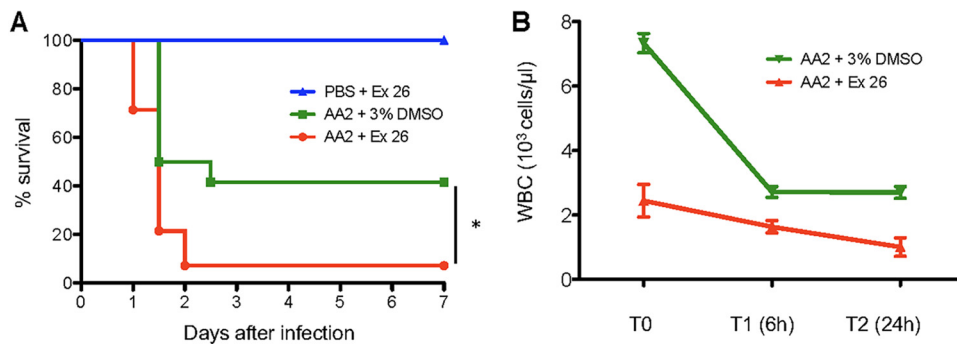 A
% survival
100
80
60
40
20
0
PBS + Ex 26
AA2 + 3% DMSO
AA2 + Ex 26
*
0 1 2 3 4 5 6 7
Days after infection
B
WBC (10³ cells/µl)
8
6
4
2
0
AA2 + 3% DMSO
AA2 + Ex 26
T0 T1 (6h) T2 (24h)